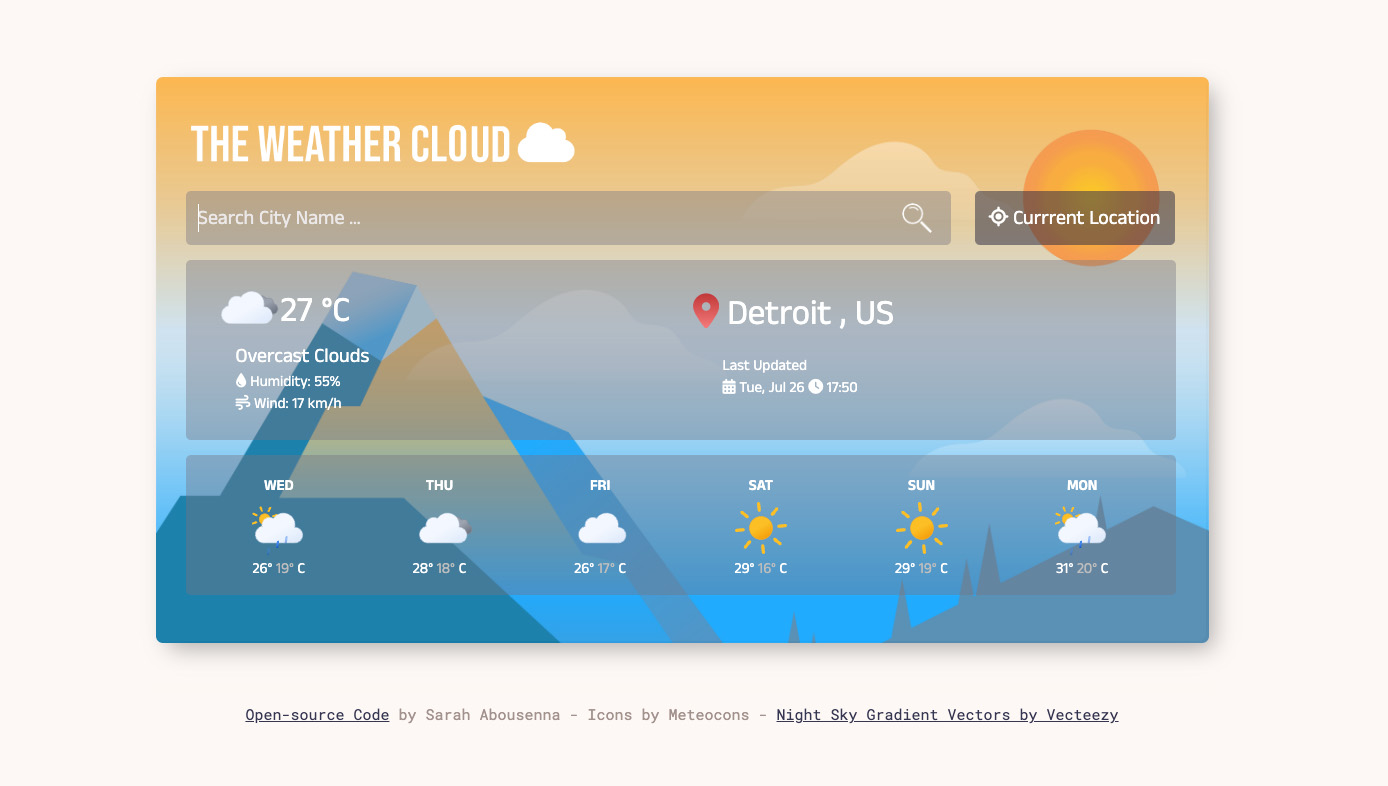 THE WEATHER CLOUD
Search City Name ...
Currrent Location
27 °C
Detroit , US
Overcast Clouds
Humidity: 55%
Wind: 17 km/h
Last Updated
Tue, Jul 26 17:50
WED THU FRI SAT SUN MON
26° 19° C 28° 18° C 26° 17° C 29° 16° C 29° 19° C 31° 20° C
Open-source Code by Sarah Abousenna - Icons by Meteocons - Night Sky Gradient Vectors by Vecteezy